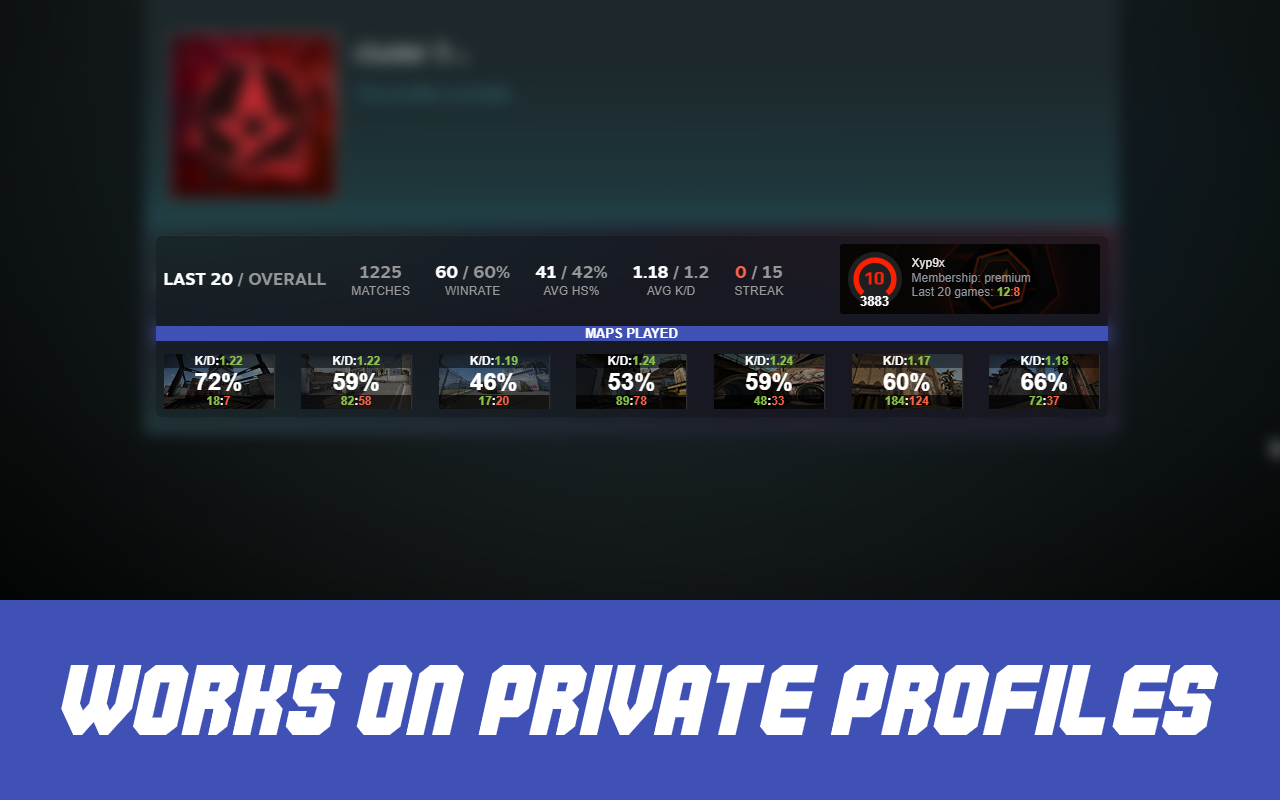 LAST 20 / OVERALL
1225
MATCHES
60 / 60%
WINRATE
41 / 42%
AVG HS%
1.18 / 1.2
AVG K/D
0 / 15
STREAK
10
3883
Xyp9x
Membership: premium
Last 20 games: 12:8
MAPS PLAYED
K/D:1.22
72%
18:7
K/D:1.22
59%
82:58
K/D:1.19
46%
17:20
K/D:1.24
53%
89:78
K/D:1.24
59%
48:33
K/D:1.17
60%
184:124
K/D:1.18
66%
72:37
WORKS ON PRIVATE PROFILES